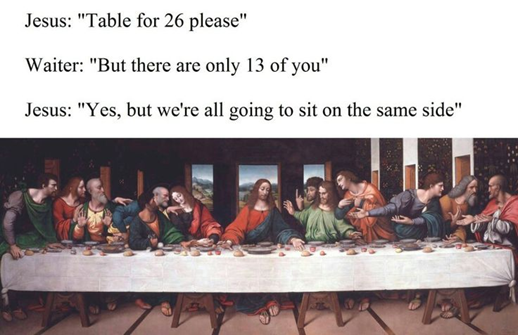 Jesus: "Table for 26 please"
Waiter: "But there are only 13 of you"
Jesus: "Yes, but we're all going to sit on the same side"